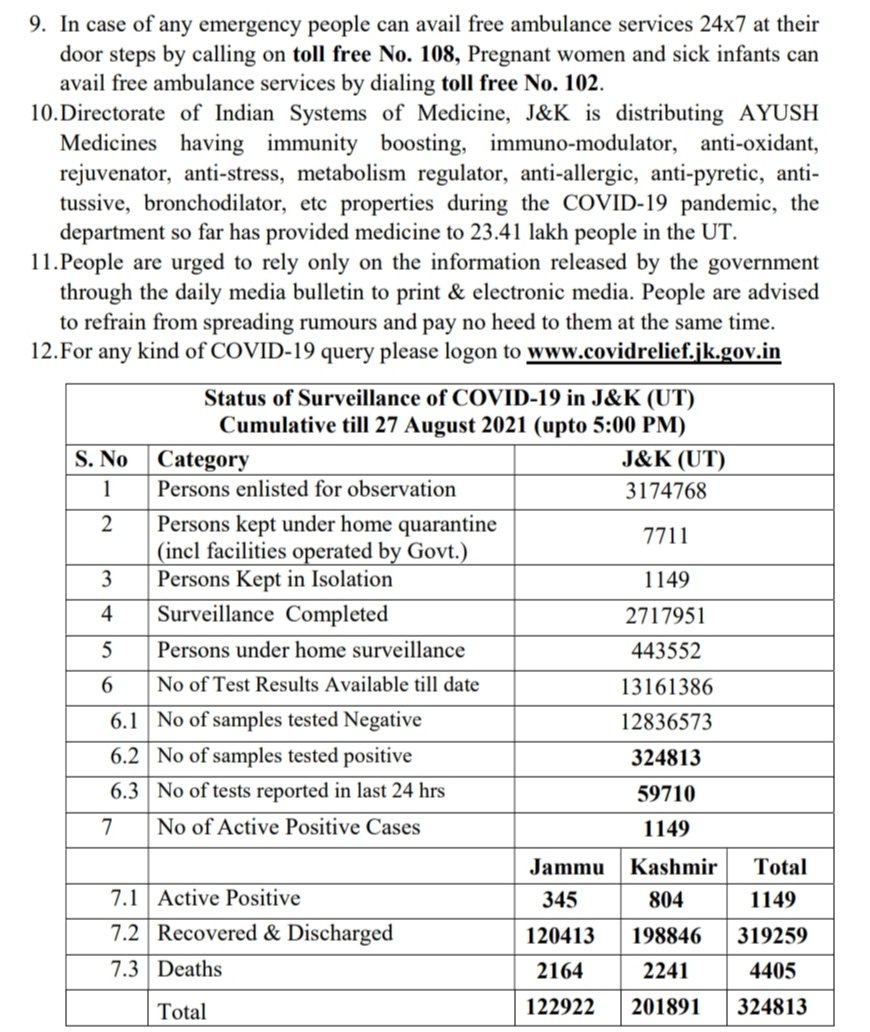 9. In case of any emergency people can avail free ambulance services 24x7 at their
door steps by calling on toll free No. 108, Pregnant women and sick infants can
avail free ambulance services by dialing toll free No. 102.
10.Directorate of Indian Systems of Medicine, J&K is distributing AYUSH
Medicines having immunity boosting, immuno-modulator, anti-oxidant,
rejuvenator, anti-stress, metabolism regulator, anti-allergic, anti-pyretic, anti-
tussive, bronchodilator, etc properties during the COVID-19 pandemic, the
department so far has provided medicine to 23.41 lakh people in the UT.
11.People are urged to rely only on the information released by the government
through the daily media bulletin to print & electronic media. People are advised
to refrain from spreading rumours and pay no heed to them at the same time.
12.For any kind of COVID-19 query please logon to www.covidrelief.jk.gov.in
Status of Surveillance of COVID-19 in J&K (UT)
Cumulative till 27 August 2021 (upto 5:00 PM)
S. No Category J&K (UT)
1 Persons enlisted for observation 3174768
2 Persons kept under home quarantine
(incl facilities operated by Govt.) 7711
3 Persons Kept in Isolation 1149
4 Surveillance Completed 2717951
5 Persons under home surveillance 443552
6 No of Test Results Available till date 13161386
6.1 No of samples tested Negative 12836573
6.2 No of samples tested positive 324813
6.3 No of tests reported in last 24 hrs 59710
7 No of Active Positive Cases 1149
Jammu Kashmir Total
7.1 Active Positive 345 804 1149
7.2 Recovered & Discharged 120413 198846 319259
7.3 Deaths 2164 2241 4405
Total 122922 201891 324813